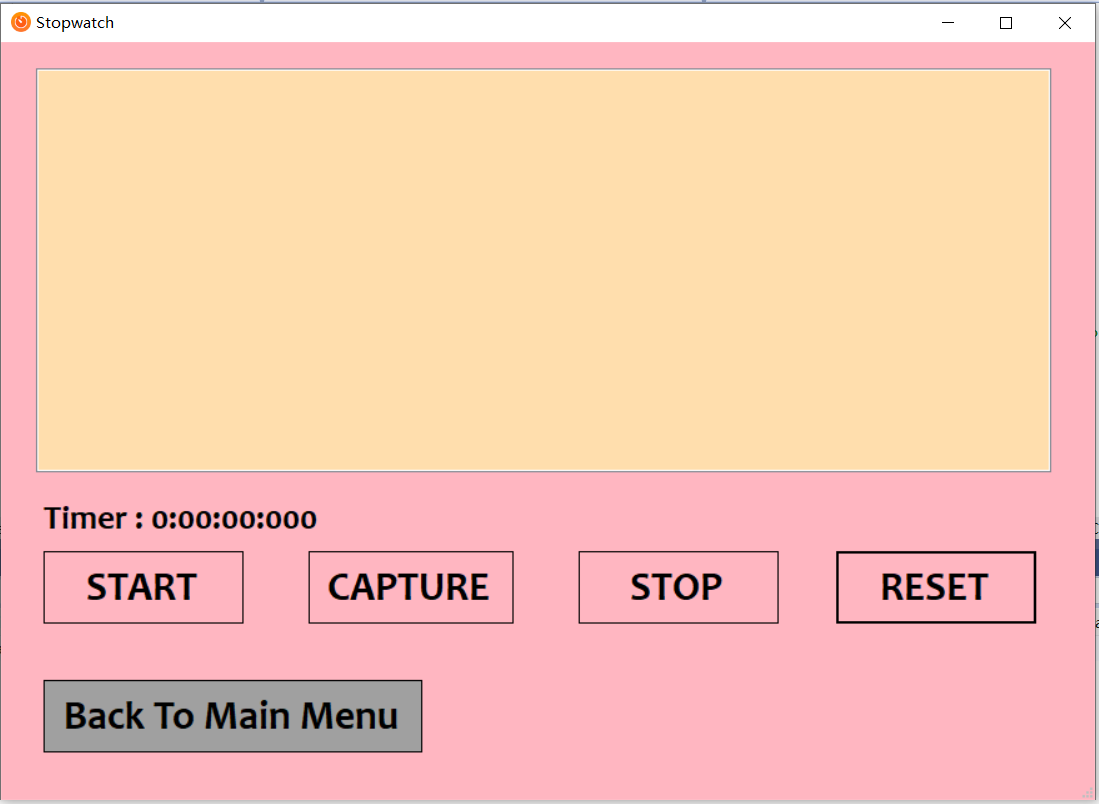 Stopwatch
Timer : 0:00:00:000
START CAPTURE STOP RESET
Back To Main Menu